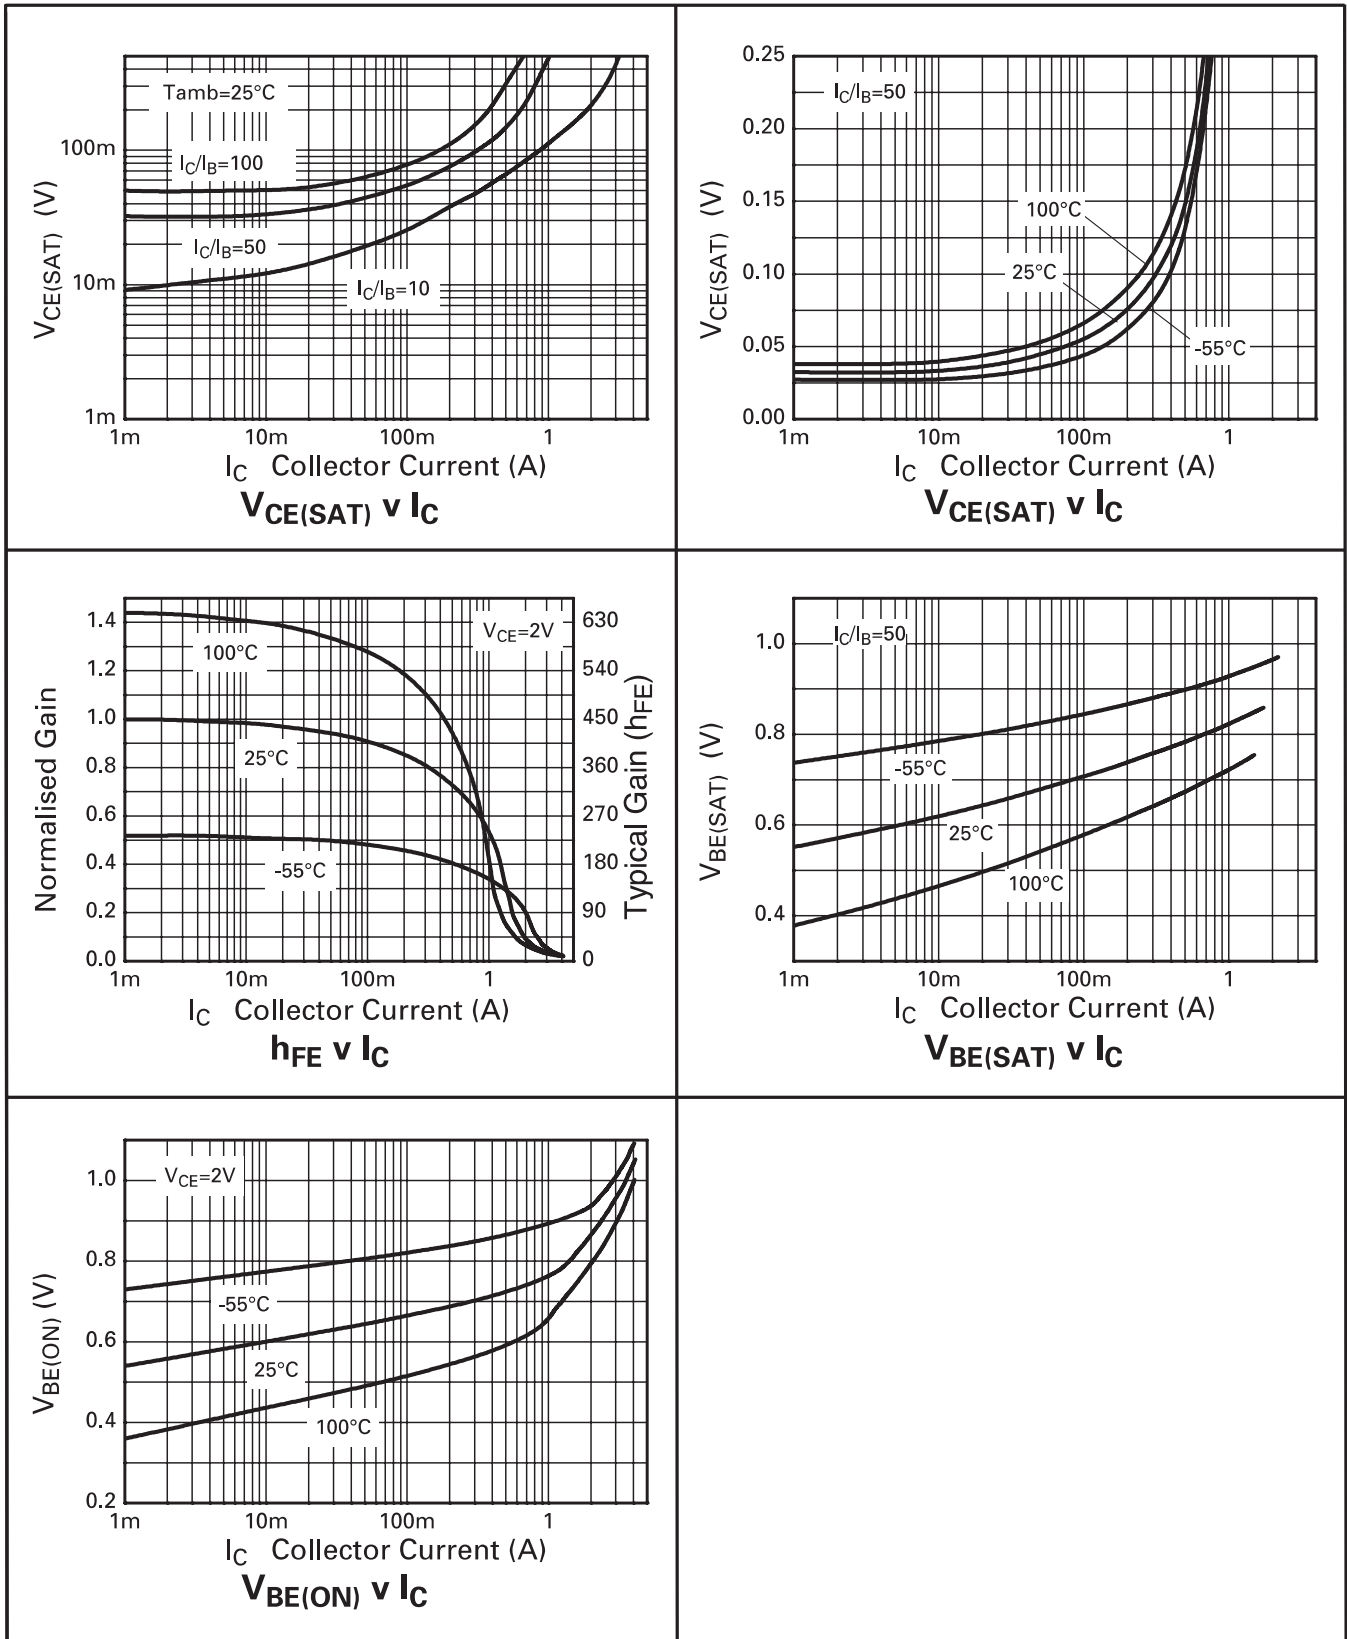 Tamb=25°C
IC/IB=100
IC/IB=50
IC/IB=10
100m
10m
1m
VCE(SAT) (V)
1m 10m 100m 1
IC Collector Current (A)
VCE(SAT) v IC
IC/IB=50
100°C
25°C
-55°C
0.25
0.20
0.15
0.10
0.05
0.00
VCE(SAT) (V)
1m 10m 100m 1
IC Collector Current (A)
VCE(SAT) v IC
VCE=2V
100°C
25°C
-55°C
1.4
1.2
1.0
0.8
0.6
0.4
0.2
0.0
Normalised Gain
630
540
450
360
270
180
90
0
Typical Gain (hFE)
1m 10m 100m 1
IC Collector Current (A)
hFE v IC
IC/IB=50
-55°C
25°C
100°C
1.0
0.8
0.6
0.4
VBE(SAT) (V)
1m 10m 100m 1
IC Collector Current (A)
VBE(SAT) v IC
VCE=2V
-55°C
25°C
100°C
1.0
0.8
0.6
0.4
0.2
VBE(ON) (V)
1m 10m 100m 1
IC Collector Current (A)
VBE(ON) v IC